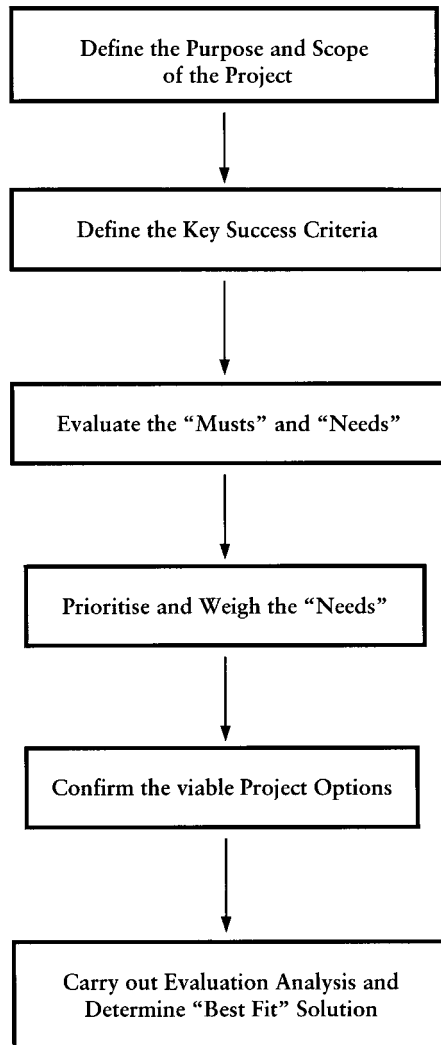 Define the Purpose and Scope
of the Project
Define the Key Success Criteria
Evaluate the “Musts” and “Needs”
Prioritise and Weigh the “Needs”
Confirm the viable Project Options
Carry out Evaluation Analysis and
Determine “Best Fit” Solution